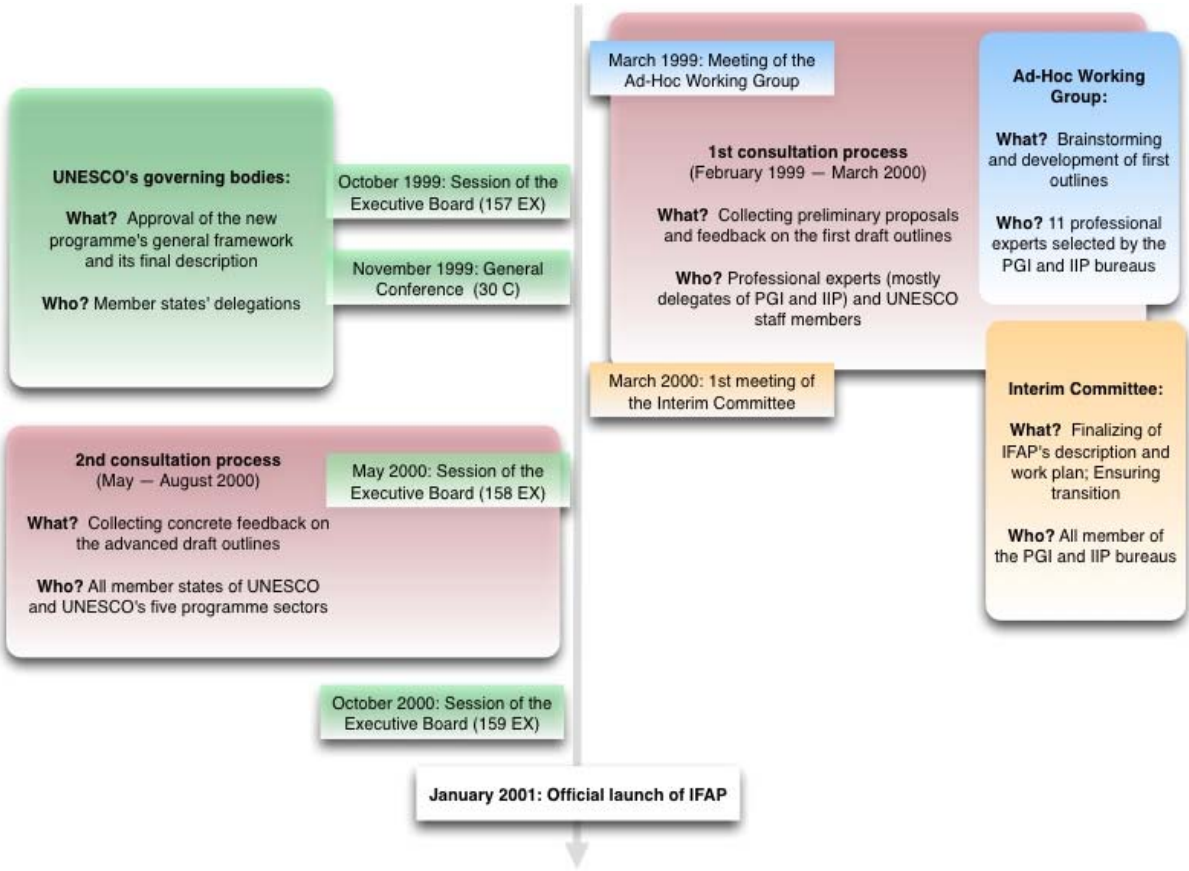 March 1999: Meeting of the
Ad-Hoc Working Group
1st consultation process
(February 1999 — March 2000)
What? Collecting preliminary proposals
and feedback on the first draft outlines
Who? Professional experts (mostly
delegates of PGI and IIP) and UNESCO
staff members
Ad-Hoc Working
Group:
What? Brainstorming
and development of first
outlines
Who? 11 professional
experts selected by the
PGI and IIP bureaus
UNESCO's governing bodies:
What? Approval of the new
programme's general framework
and its final description
Who? Member states' delegations
October 1999: Session of the
Executive Board (157 EX)
November 1999: General
Conference (30 C)
March 2000: 1st meeting of
the Interim Committee
Interim Committee:
What? Finalizing of
IFAP's description and
work plan; Ensuring
transition
Who? All member of
the PGI and IIP bureaus
2nd consultation process
(May — August 2000)
What? Collecting concrete feedback on
the advanced draft outlines
Who? All member states of UNESCO
and UNESCO's five programme sectors
May 2000: Session of the
Executive Board (158 EX)
October 2000: Session of the
Executive Board (159 EX)
January 2001: Official launch of IFAP